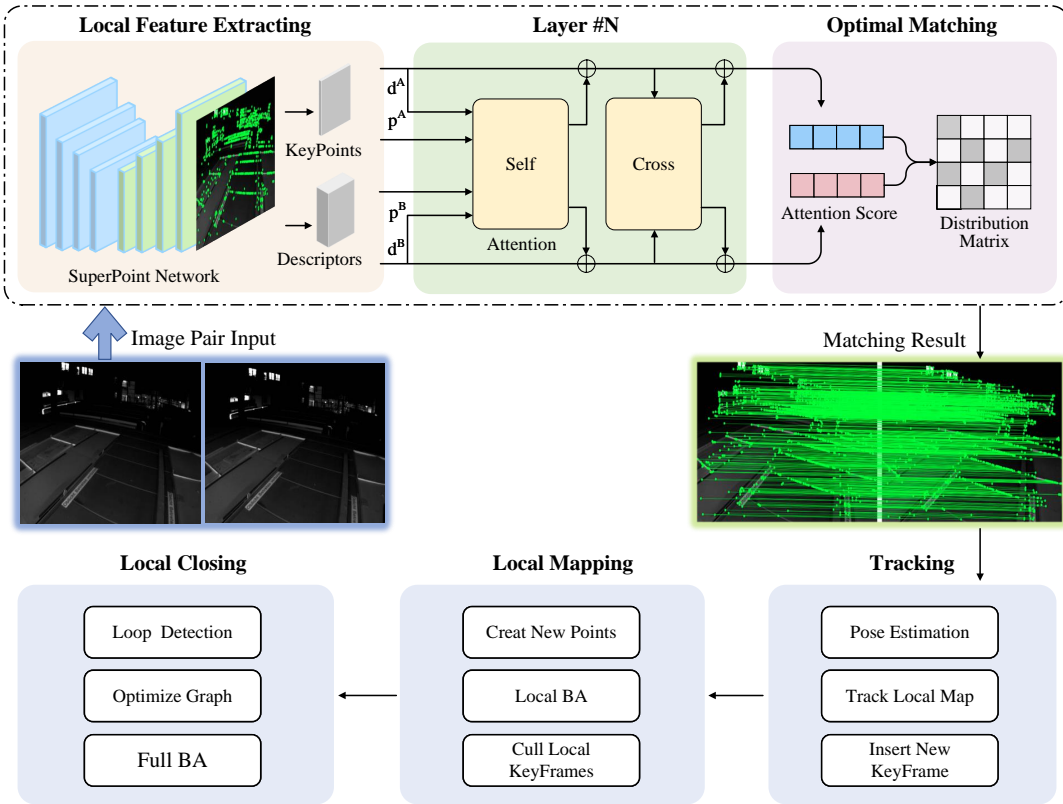 Local Feature Extracting
Layer #N
Optimal Matching
d^A
p^A
KeyPoints
Self
Cross
p^B
d^B
Attention
Descriptors
SuperPoint Network
Attention Score
Distribution
Matrix
Image Pair Input
Matching Result
Local Closing
Local Mapping
Tracking
Loop Detection
Creat New Points
Pose Estimation
Optimize Graph
Local BA
Track Local Map
Full BA
Cull Local
KeyFrames
Insert New
KeyFrame